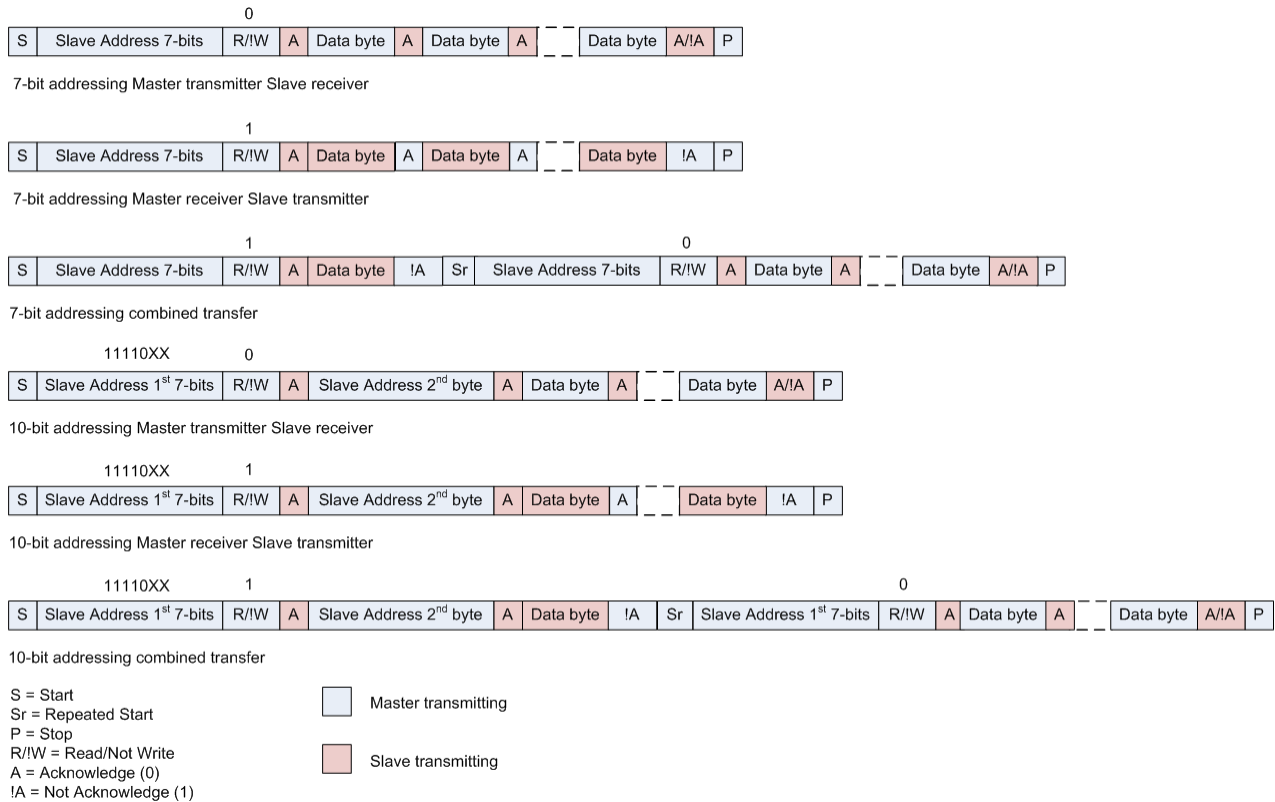 0
S Slave Address 7-bits R/!W A Data byte A Data byte A Data byte A/!A P
7-bit addressing Master transmitter Slave receiver
1
S Slave Address 7-bits R/!W A Data byte A Data byte A Data byte !A P
7-bit addressing Master receiver Slave transmitter
1 0
S Slave Address 7-bits R/!W A Data byte !A Sr Slave Address 7-bits R/!W A Data byte A Data byte A/!A P
7-bit addressing combined transfer
11110XX 0
S Slave Address 1st 7-bits R/!W A Slave Address 2nd byte A Data byte A Data byte A/!A P
10-bit addressing Master transmitter Slave receiver
11110XX 1
S Slave Address 1st 7-bits R/!W A Slave Address 2nd byte A Data byte A Data byte !A P
10-bit addressing Master receiver Slave transmitter
11110XX 1 0
S Slave Address 1st 7-bits R/!W A Slave Address 2nd byte A Data byte !A Sr Slave Address 1st 7-bits R/!W A Data byte A Data byte A/!A P
10-bit addressing combined transfer
S = Start
Sr = Repeated Start
P = Stop
R/!W = Read/Not Write
A = Acknowledge (0)
!A = Not Acknowledge (1)
Master transmitting
Slave transmitting